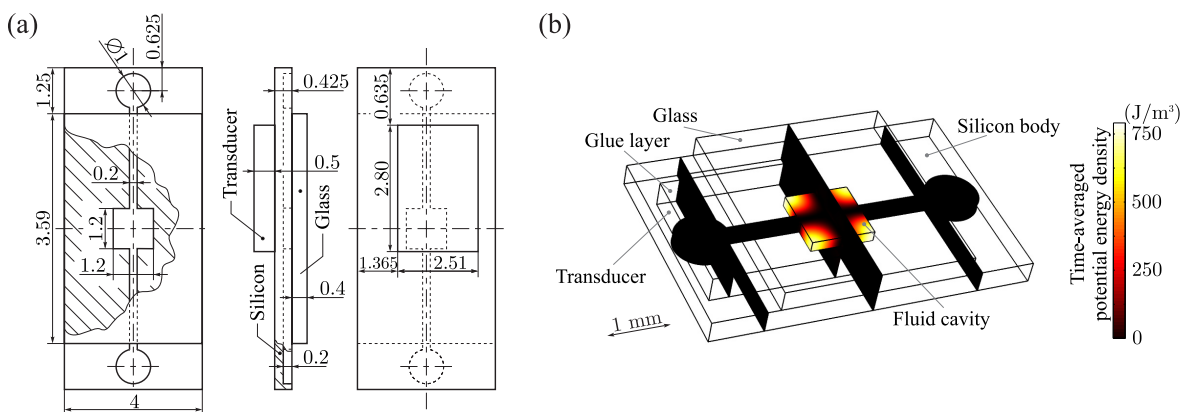 (a)
Ø1
0.625
1.25
0.2
3.59
1.2
1.2
4
Transducer
Silicon
Glass
0.425
0.5
0.4
0.2
0.635
2.80
1.365
2.51
(b)
Glass
Glue layer
Transducer
1 mm
Silicon body
Fluid cavity
(J/m³)
750
500
250
0
Time-averaged
potential energy density